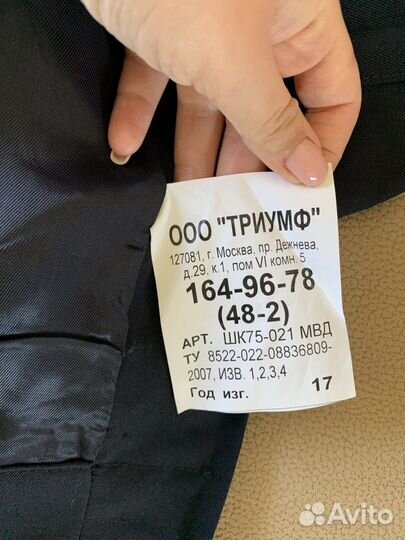 ООО "ТРИУМФ"
127081, г. Москва, пр. Дежнева,
д.29, к.1, пом VI комн. 5
164-96-78
(48-2)
АРТ. ШК75-021 МВД
ТУ 8522-022-08836809-
2007, ИЗВ. 1,2,3,4
Год изг. 17
Avito